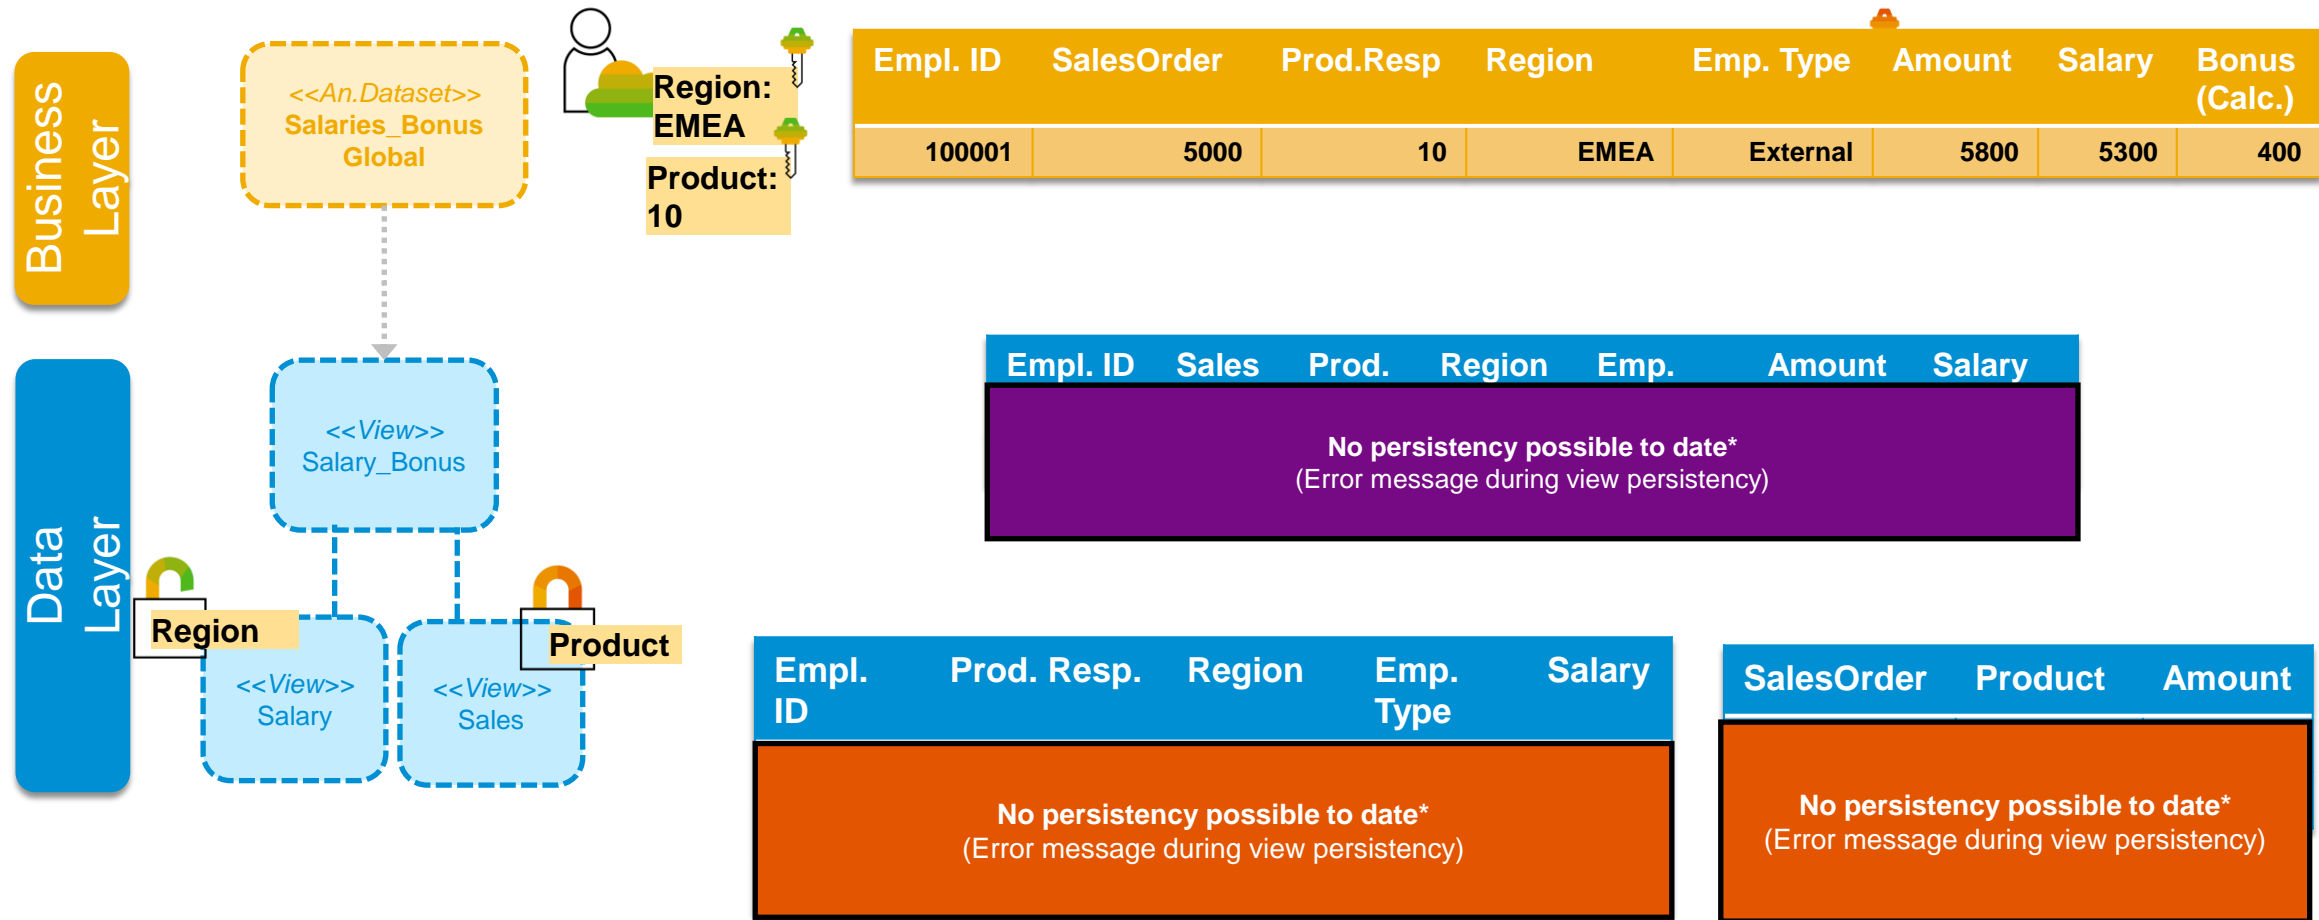 Business
Layer
<<An.Dataset>>
Salaries_Bonus
Global
Region:
EMEA
Product:
10
Empl. ID SalesOrder Prod.Resp Region Emp. Type Amount Salary Bonus
(Calc.)
100001 5000 10 EMEA External 5800 5300 400
Data
Layer
<<View>>
Salary_Bonus
Region
Product
<<View>>
Salary
<<View>>
Sales
Empl. ID Sales Prod. Region Emp. Amount Salary
No persistency possible to date*
(Error message during view persistency)
Empl.
ID
Prod. Resp. Region Emp.
Type
Salary
No persistency possible to date*
(Error message during view persistency)
SalesOrder Product Amount
No persistency possible to date*
(Error message during view persistency)